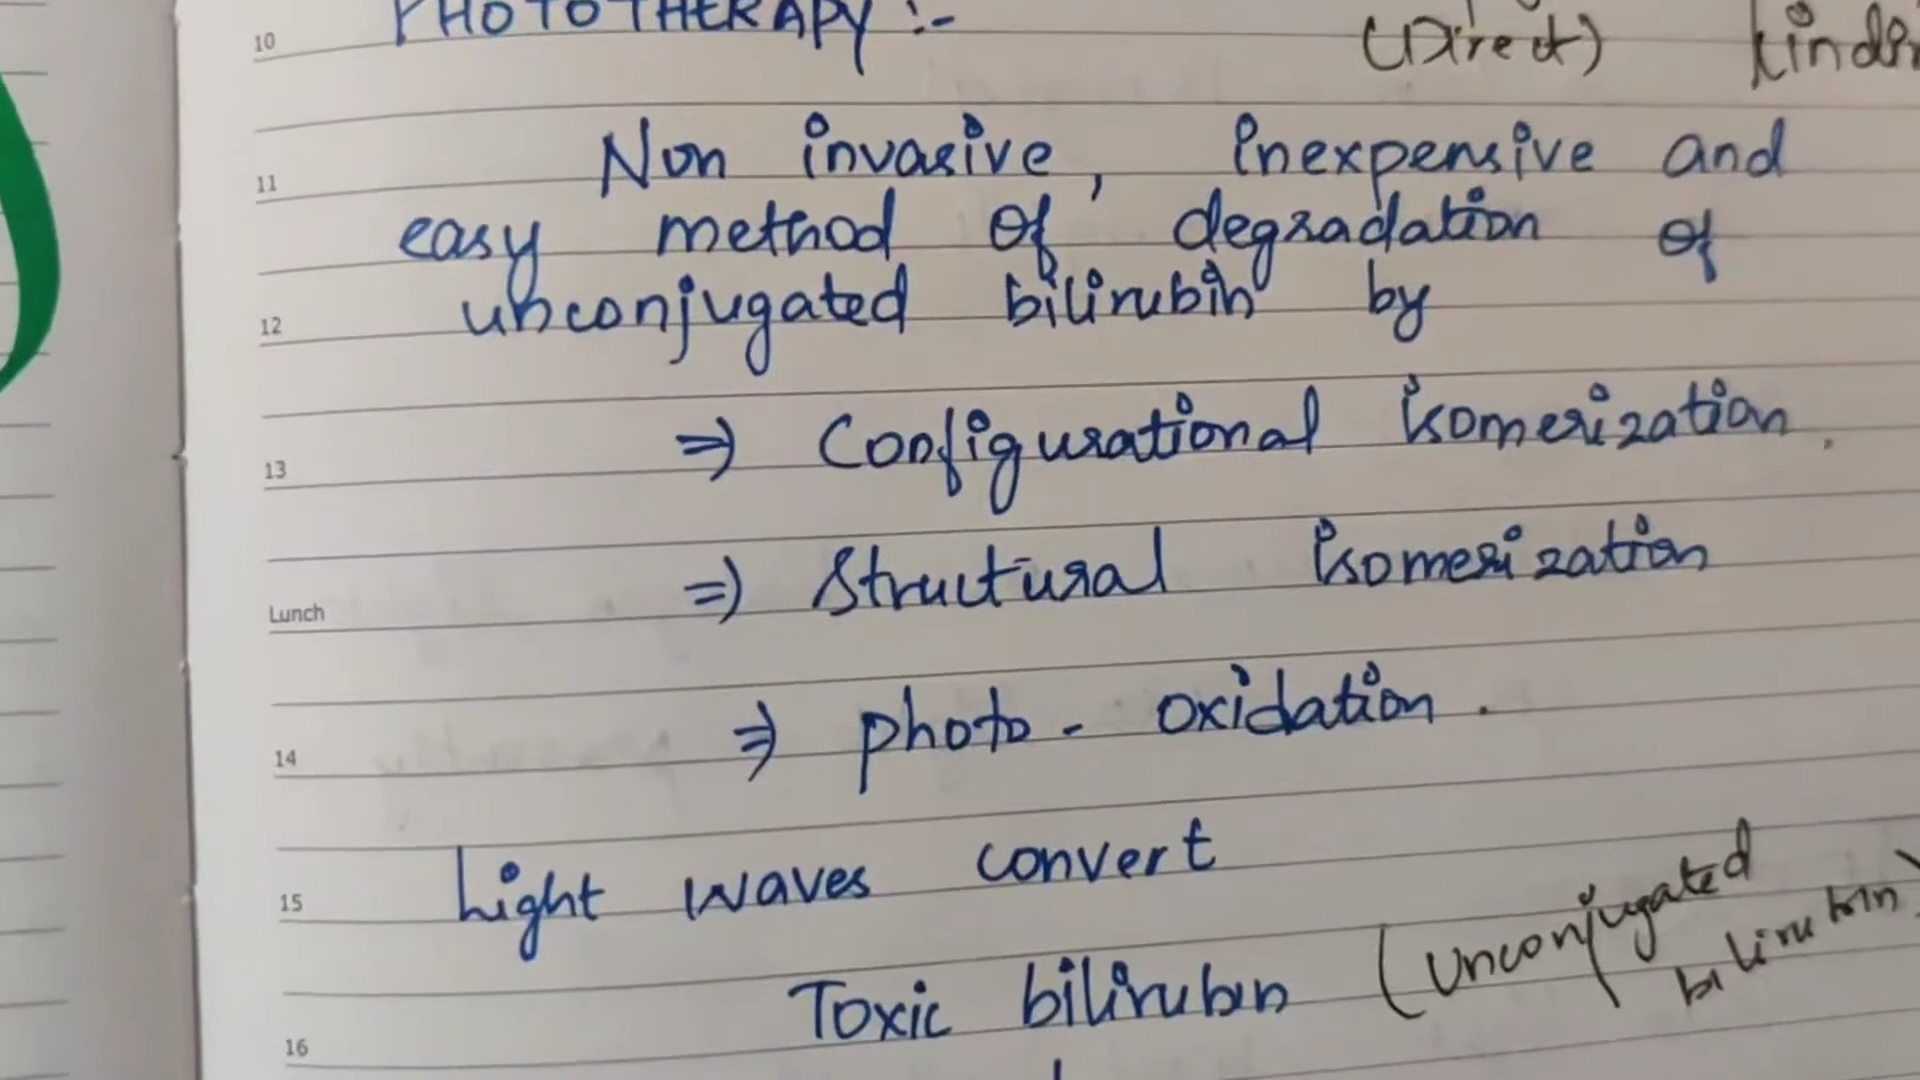 10 PHOTOTHERAPY :- (Direct)
11 Non invasive, inexpensive and
easy method of degradation of
12 unconjugated bilirubin by
⇒ Configurational isomerization.
13
⇒ Structural isomerization
Lunch
⇒ photo - oxidation.
14
15 Light waves convert
Toxic bilirubin (unconjugated
bilirubin)
16